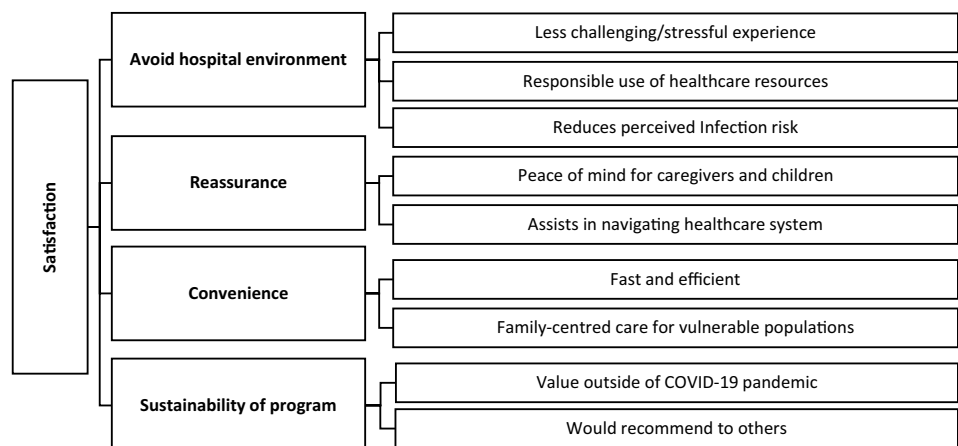 Satisfaction
Avoid hospital environment
Less challenging/stressful experience
Responsible use of healthcare resources
Reduces perceived Infection risk
Reassurance
Peace of mind for caregivers and children
Assists in navigating healthcare system
Convenience
Fast and efficient
Family-centred care for vulnerable populations
Sustainability of program
Value outside of COVID-19 pandemic
Would recommend to others